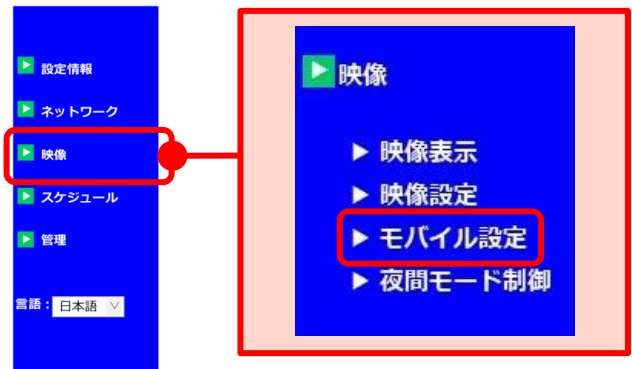 設定情報
ネットワーク
映像
スケジュール
管理
言語：日本語
映像
映像表示
映像設定
モバイル設定
夜間モード制御